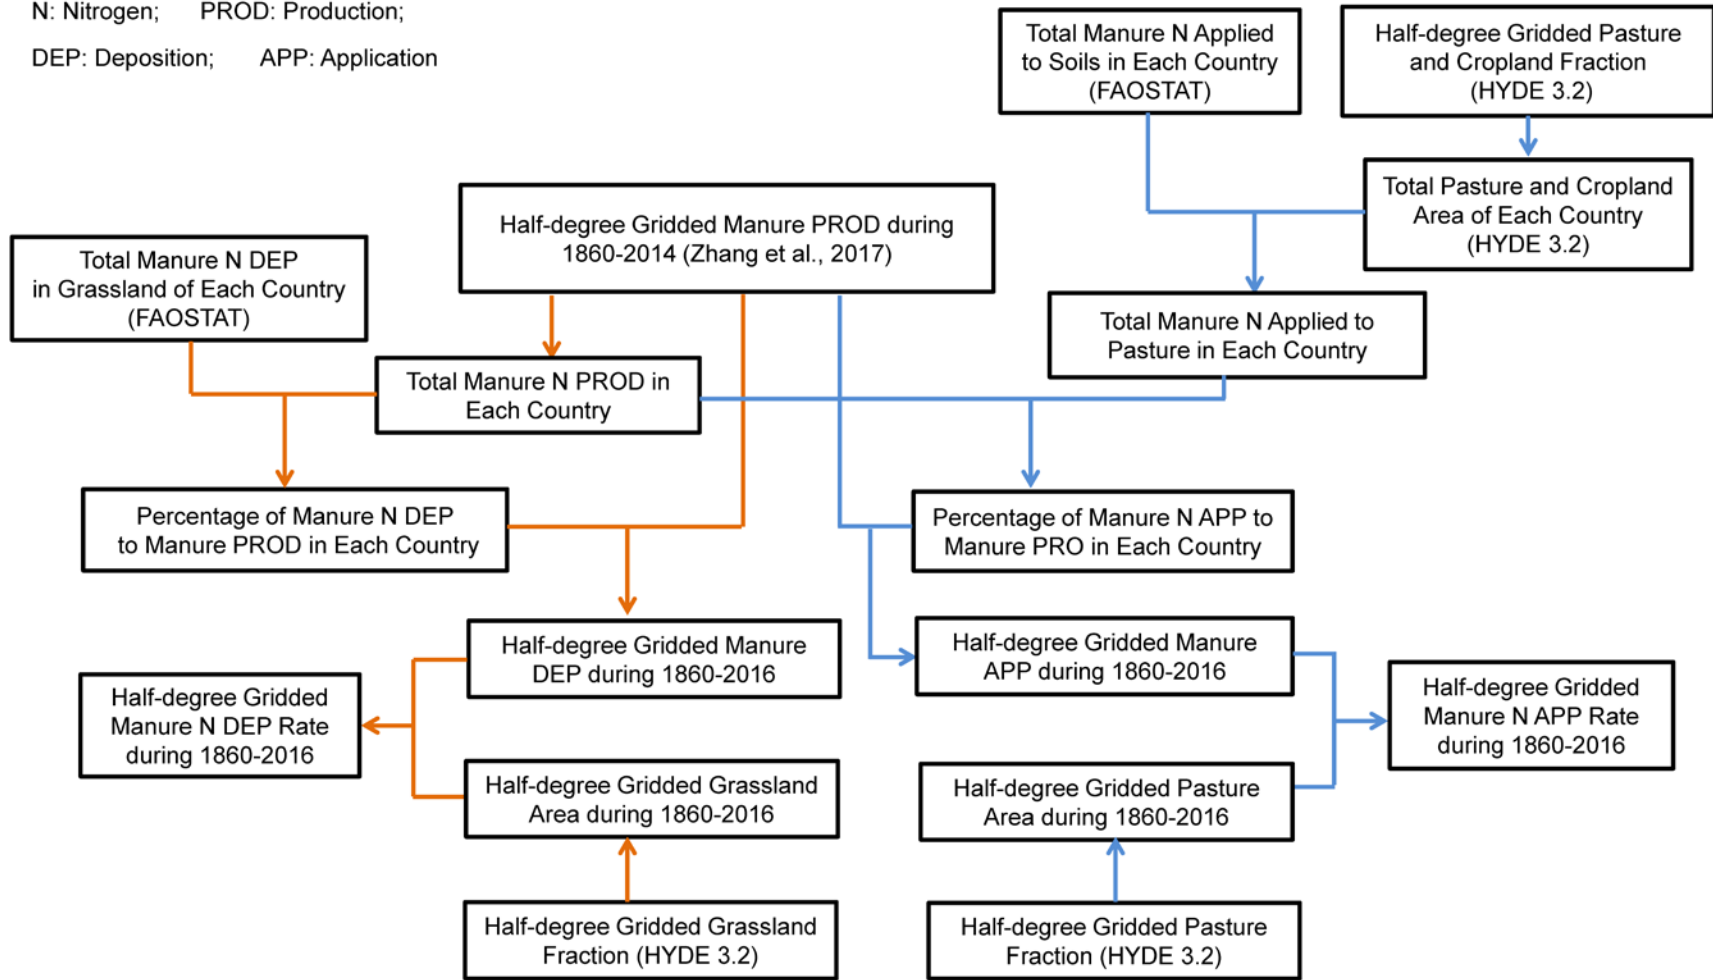 N: Nitrogen; PROD: Production;
DEP: Deposition; APP: Application
Total Manure N Applied
to Soils in Each Country
(FAOSTAT)
Half-degree Gridded Pasture
and Cropland Fraction
(HYDE 3.2)
Total Pasture and Cropland
Area of Each Country
(HYDE 3.2)
Half-degree Gridded Manure PROD during
1860-2014 (Zhang et al., 2017)
Total Manure N DEP
in Grassland of Each Country
(FAOSTAT)
Total Manure N Applied to
Pasture in Each Country
Total Manure N PROD in
Each Country
Percentage of Manure N DEP
to Manure PROD in Each Country
Percentage of Manure N APP to
Manure PRO in Each Country
Half-degree Gridded Manure
DEP during 1860-2016
Half-degree Gridded Manure
APP during 1860-2016
Half-degree Gridded
Manure N DEP Rate
during 1860-2016
Half-degree Gridded
Manure N APP Rate
during 1860-2016
Half-degree Gridded Grassland
Area during 1860-2016
Half-degree Gridded Pasture
Area during 1860-2016
Half-degree Gridded Grassland
Fraction (HYDE 3.2)
Half-degree Gridded Pasture
Fraction (HYDE 3.2)